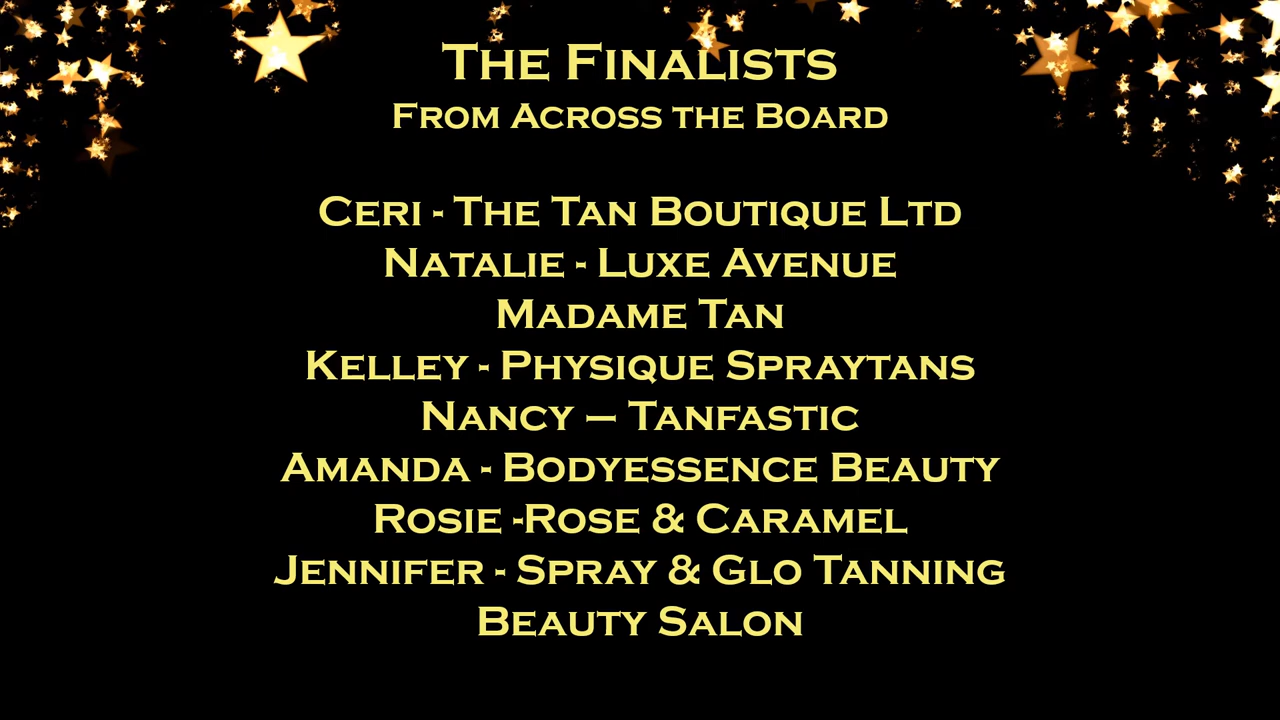 The Finalists
From Across the Board
Ceri - The Tan Boutique Ltd
Natalie - Luxe Avenue
Madame Tan
Kelley - Physique Spraytans
Nancy – Tanfastic
Amanda - Bodyessence Beauty
Rosie -Rose & Caramel
Jennifer - Spray & Glo Tanning
Beauty Salon